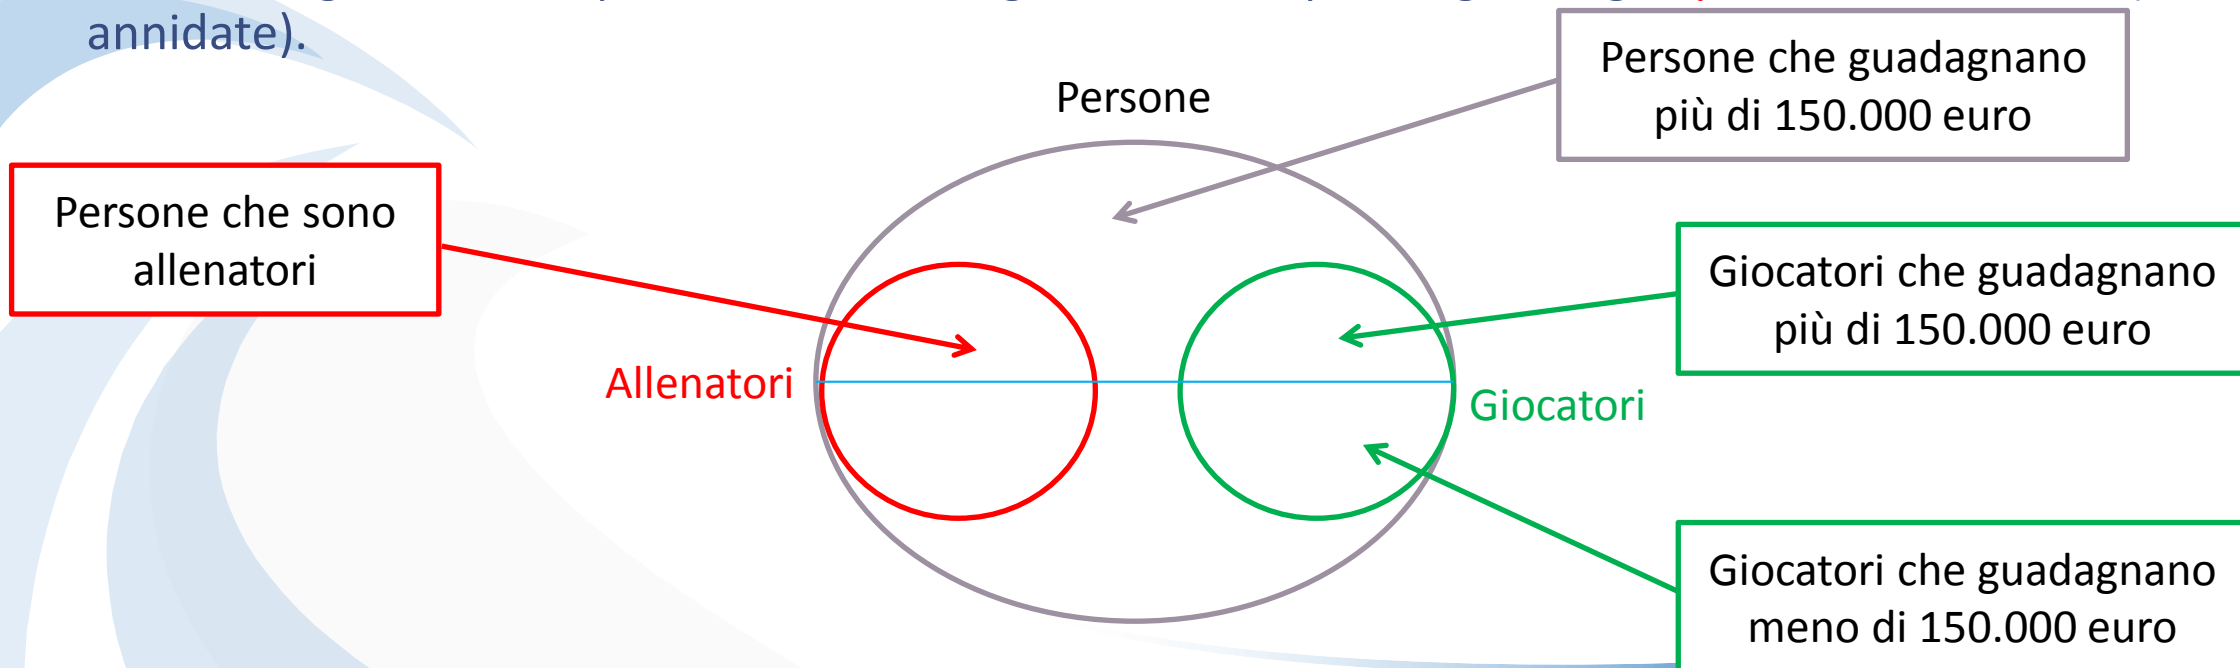 annidate).
Persone che guadagnano
più di 150.000 euro
Persone
Persone che sono
allenatori
Giocatori che guadagnano
più di 150.000 euro
Allenatori
Giocatori
Giocatori che guadagnano
meno di 150.000 euro